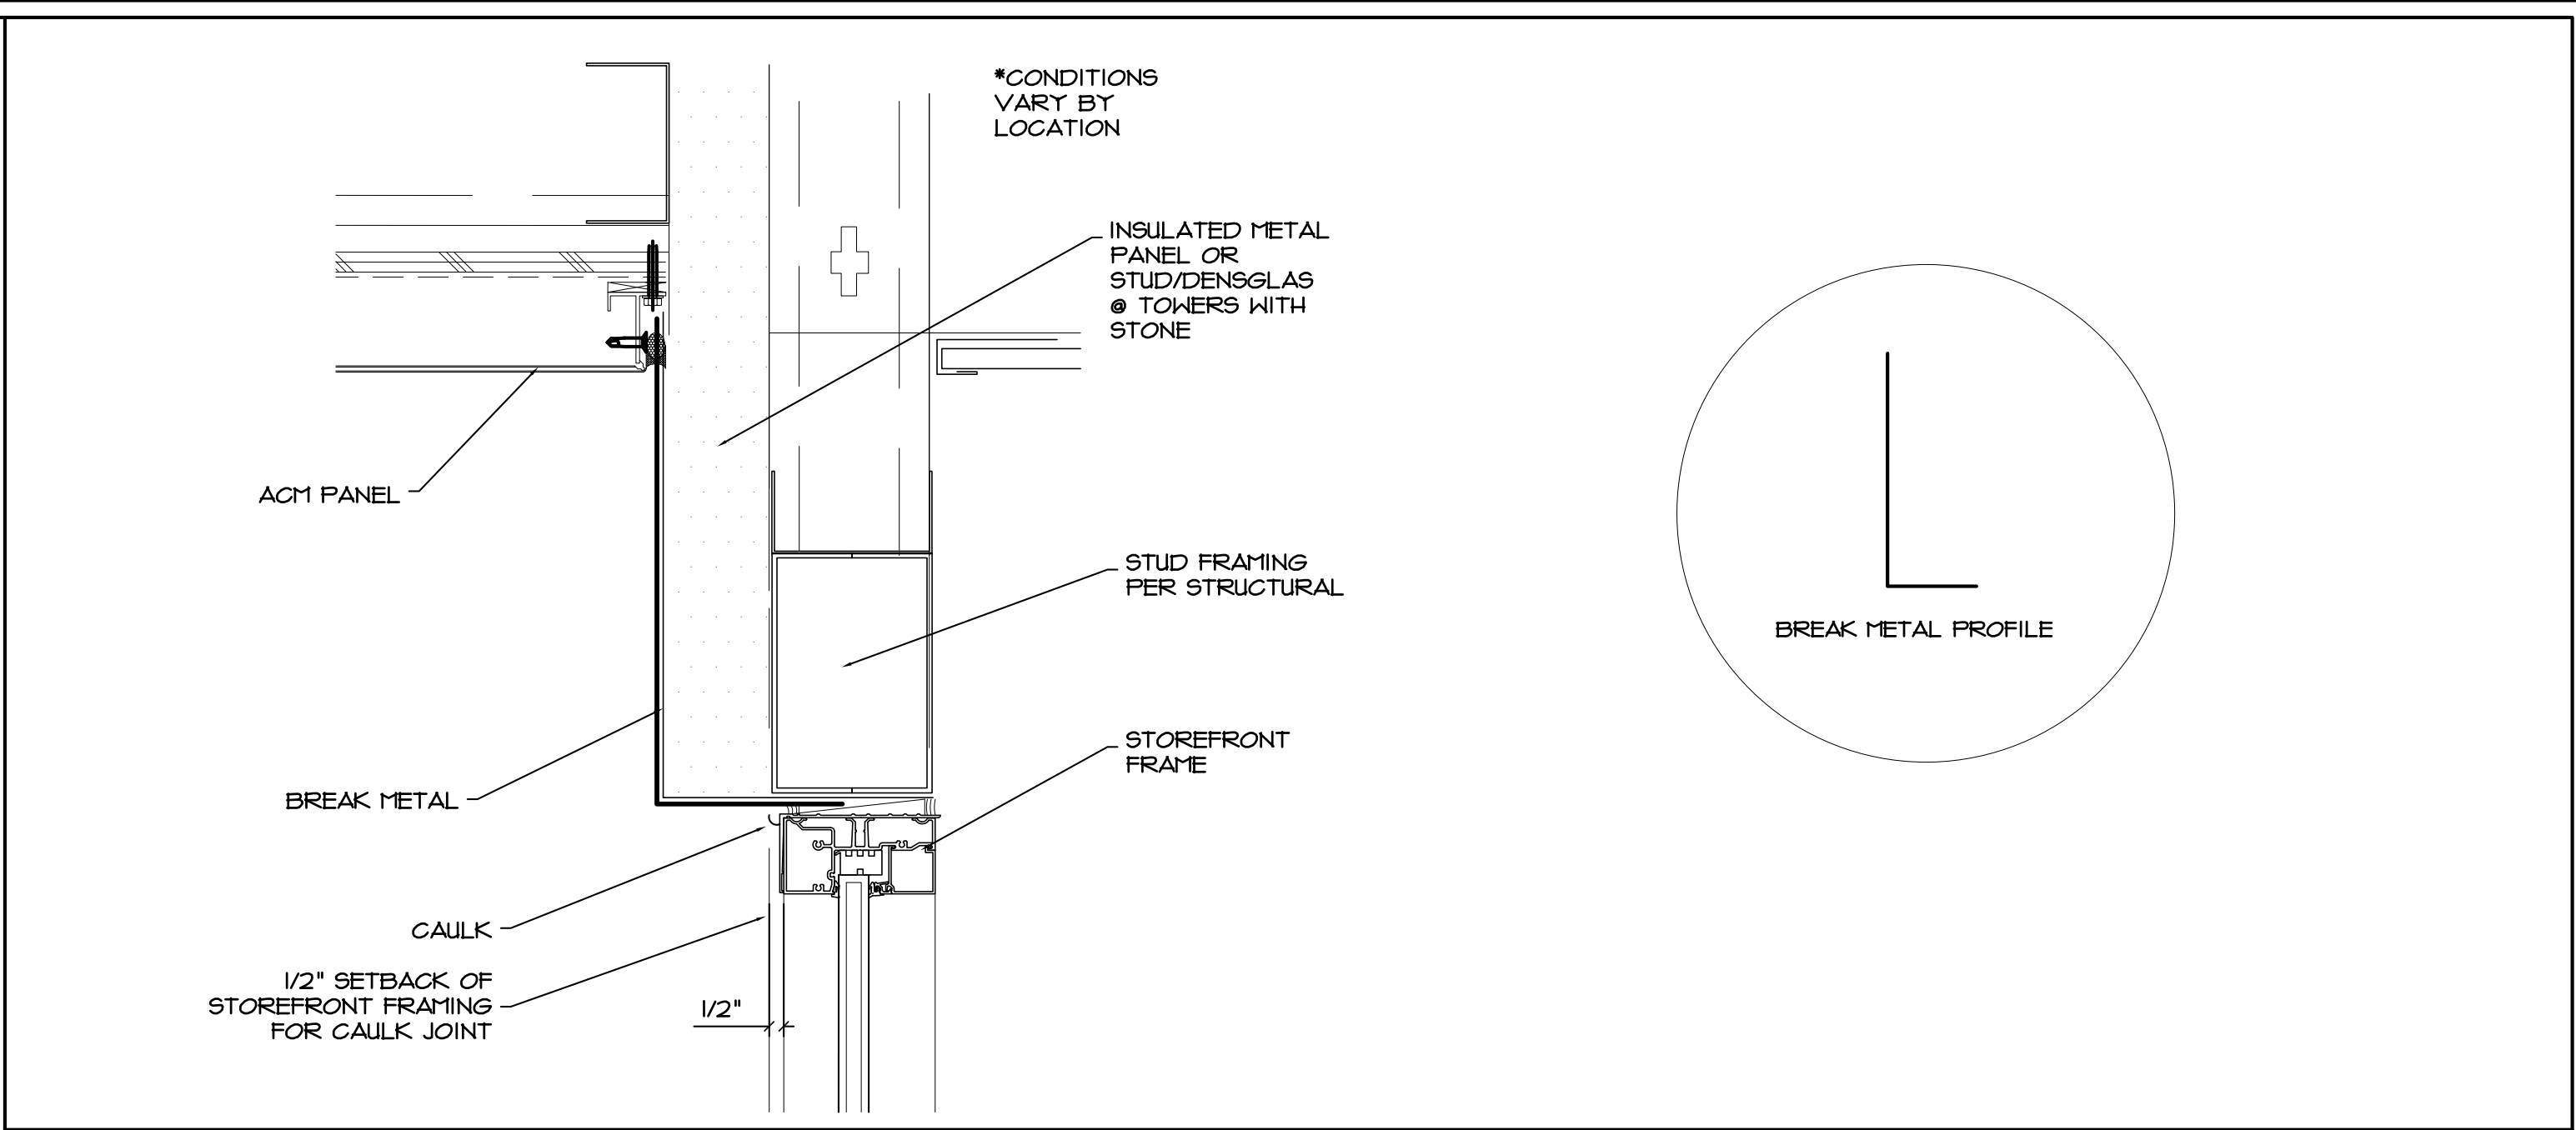 *CONDITIONS
VARY BY
LOCATION
INSULATED METAL
PANEL OR
STUD/DENSGLAS
@ TOWERS WITH
STONE
ACM PANEL
STUD FRAMING
PER STRUCTURAL
BREAK METAL PROFILE
STOREFRONT
FRAME
BREAK METAL
CAULK
1/2" SETBACK OF
STOREFRONT FRAMING
FOR CAULK JOINT
1/2"